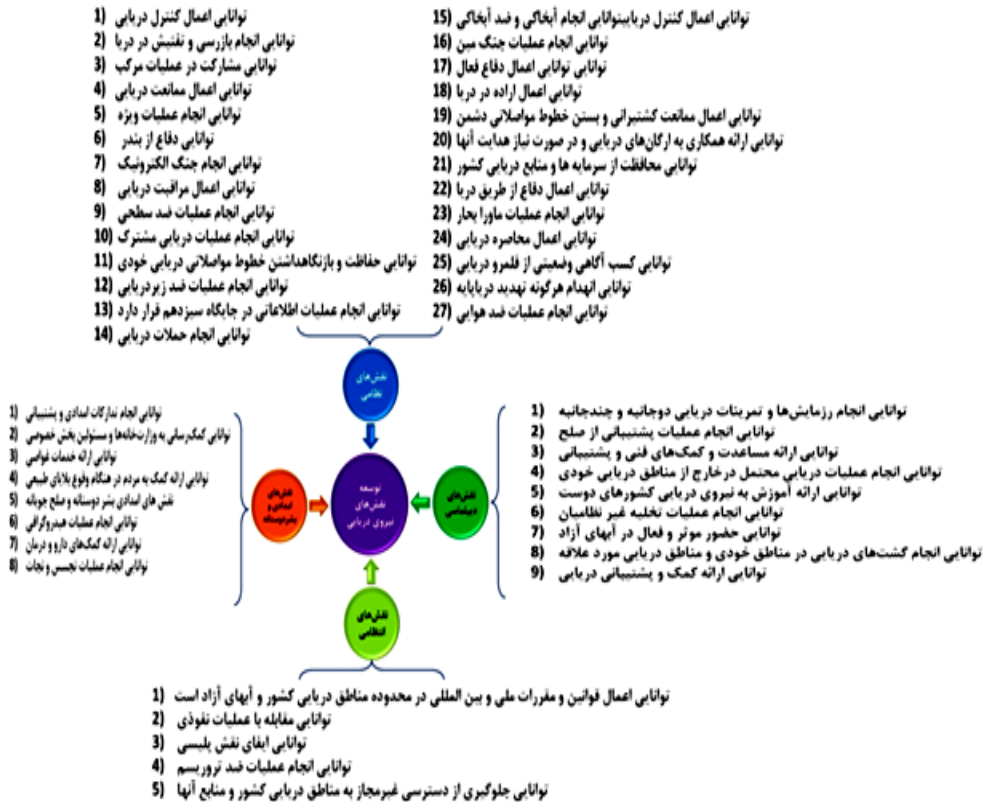 1) توانایی اعمال کنترل دریایی
2) توانایی انجام بازرسی و تفتیش در دریا
3) توانایی مشارکت در عملیات مرکب
4) توانایی اعمال ممانعت دریایی
5) توانایی انجام عملیات ویژه
6) توانایی دفاع از بندر
7) توانایی انجام جنگ الکترونیک
8) توانایی اعمال مراقبت دریایی
9) توانایی انجام عملیات ضد سطحی
10) توانایی انجام عملیات دریایی مشترک
11) توانایی حفاظت و بازنگاهداشتن خطوط مواصلاتی دریایی خودی
12) توانایی انجام عملیات ضد زیردریایی
13) توانایی انجام عملیات اطلاعاتی در جایگاه سیزدهم قرار دارد
14) توانایی انجام حملات دریایی
15) توانایی اعمال کنترل دریاییتوانایی انجام آبخاکی و ضد آبخاکی
16) توانایی انجام عملیات جنگ مین
17) توانایی توانایی اعمال دفاع فعال
18) توانایی اعمال اراده در دریا
19) توانایی اعمال ممانعت کشتیرانی و بستن خطوط مواصلاتی دشمن
20) توانایی ارائه همکاری به ارگان‌های دریایی و در صورت نیاز هدایت آنها
21) توانایی محافظت از سرمایه ها و منابع دریایی کشور
22) توانایی اعمال دفاع از طریق دریا
23) توانایی انجام عملیات ماورا بحار
24) توانایی اعمال محاصره دریایی
25) توانایی کسب آگاهی وضعیتی از قلمرو دریایی
26) توانایی انهدام هرگونه تهدید دریاپایه
27) توانایی انجام عملیات ضد هوایی
نقش‌های
نظامی
1) توانایی انجام رزمایش‌ها و تمرینات دریایی دوجانبه و چندجانبه
2) توانایی انجام عملیات پشتیبانی از صلح
3) توانایی ارائه مساعدت و کمک‌های فنی و پشتیبانی
4) توانایی انجام عملیات دریایی محتمل درخارج از مناطق دریایی خودی
5) توانایی ارائه آموزش به نیروی دریایی کشورهای دوست
6) توانایی انجام عملیات تخلیه غیر نظامیان
7) توانایی حضور موثر و فعال در آبهای آزاد
8) توانایی انجام گشت‌های دریایی در مناطق خودی و مناطق دریایی مورد علاقه
9) توانایی ارائه کمک و پشتیبانی دریایی
نقش‌های
دیپلماسی
توسعه
نقش‌های
نیروی دریایی
نقش‌های
امدادی و
بشردوستانه
1) توانایی انجام تدارکات امدادی و پشتیبانی
2) توانایی کمک‌رسانی به وزارت‌خانه‌ها و مسئولین بخش خصوصی
3) توانایی ارائه خدمات غواصی
4) توانایی ارائه کمک به مردم در هنگام وقوع بلایای طبیعی
5) نقش های امدادی بشر دوستانه و صلح جویانه
6) توانایی انجام عملیات هیدروگرافی
7) توانایی ارائه کمک‌های دارو و درمان
8) توانایی انجام عملیات تجسس و نجات
نقش‌های
انتظامی
1) توانایی اعمال قوانین و مقررات ملی و بین المللی در محدوده مناطق دریایی کشور و آبهای آزاد است
2) توانایی مقابله با عملیات نفوذی
3) توانایی ایفای نقش پلیسی
4) توانایی انجام عملیات ضد تروریسم
5) توانایی جلوگیری از دسترسی غیرمجاز به مناطق دریایی کشور و منابع آنها